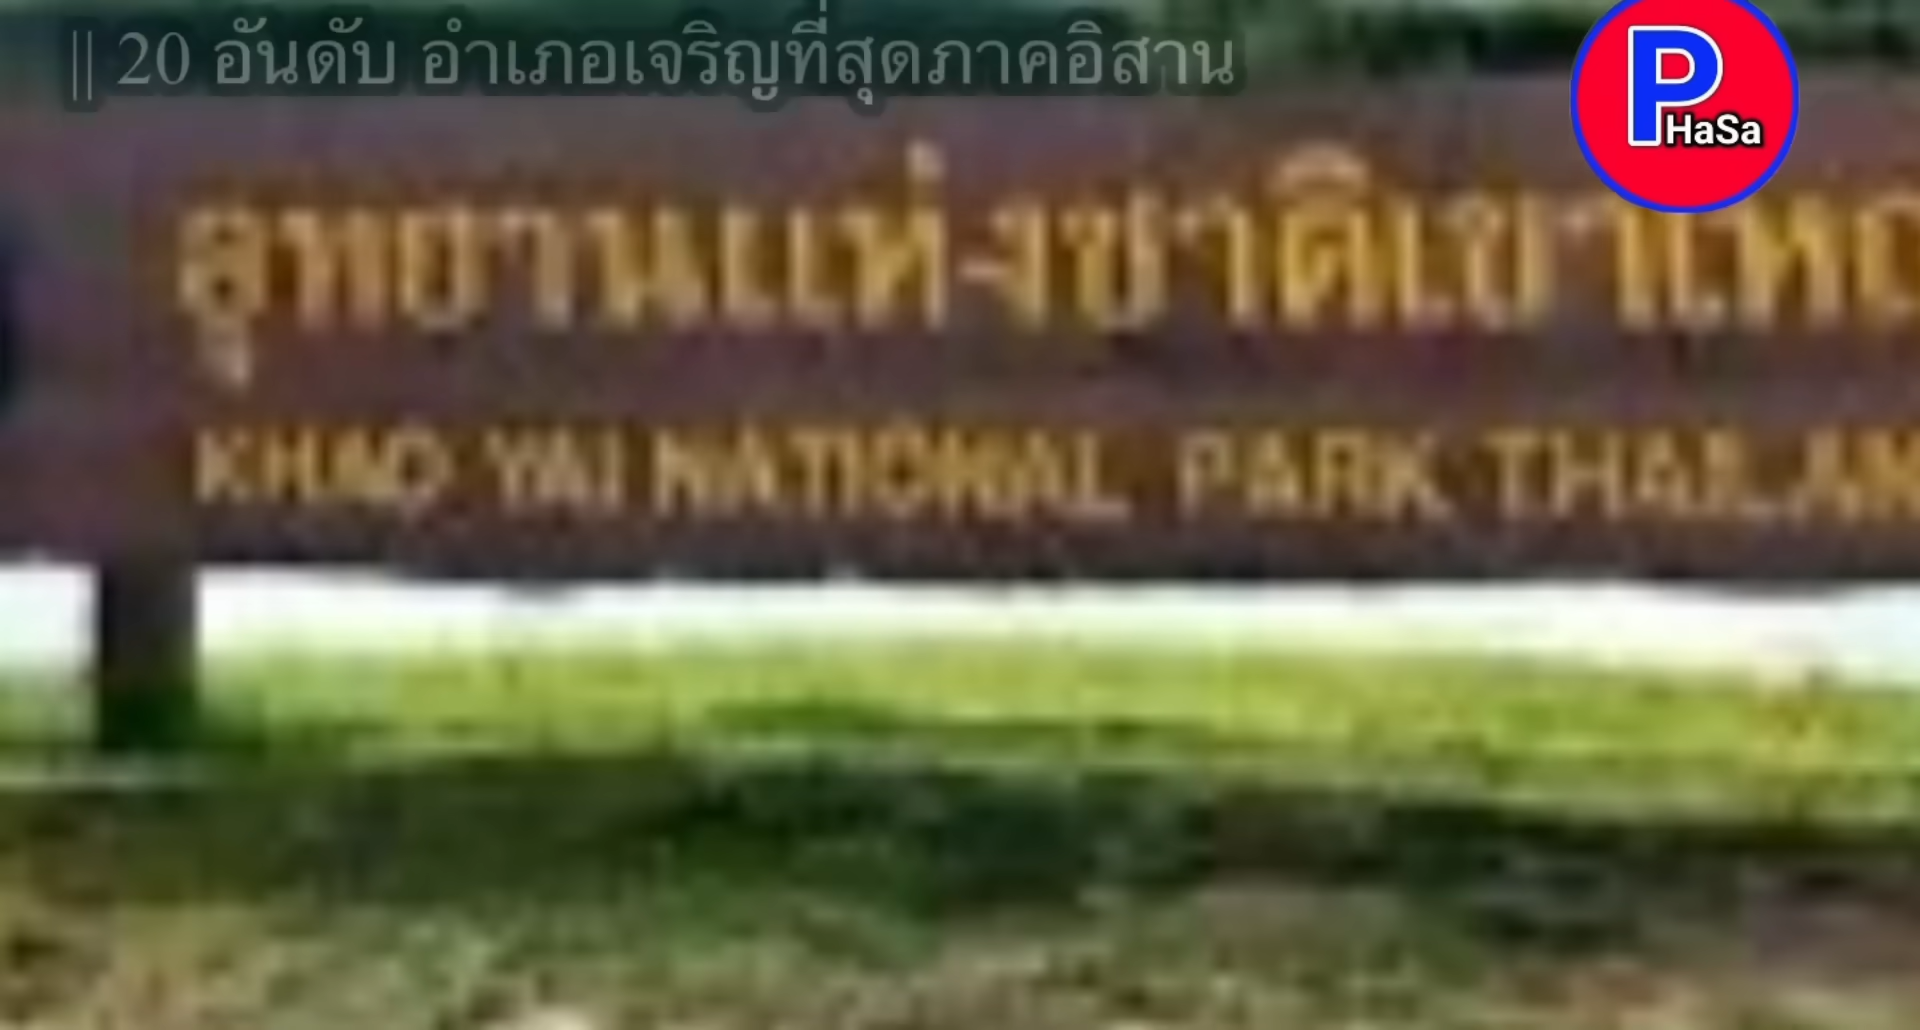 || 20 อันดับ อำเภอเจริญที่สุดภาคอิสาน
P
HaSa
อุทยานแห่งชาติเขาใหญ
KHAO YAI NATIONAL PARK THAILAN